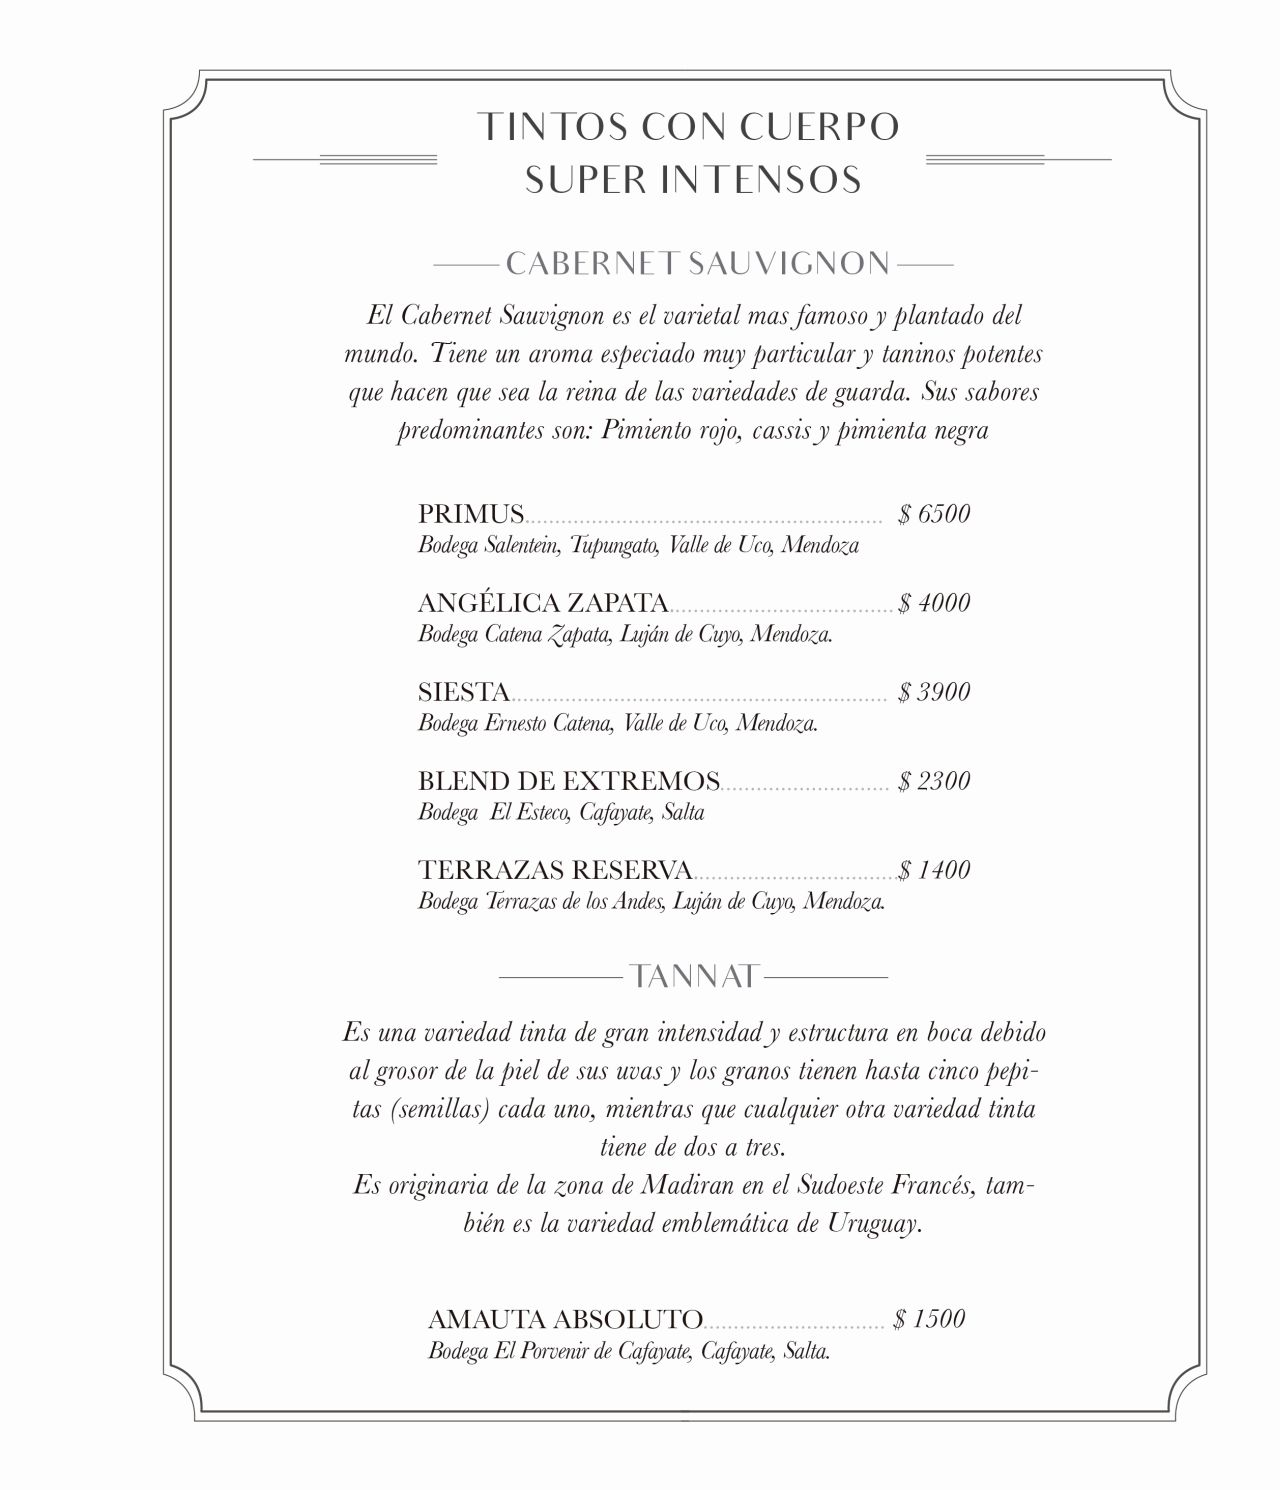 TINTOS CON CUERPO
SUPER INTENSOS
CABERNET SAUVIGNON
El Cabernet Sauvignon es el varietal mas famoso y plantado del
mundo. Tiene un aroma especiado muy particular y taninos potentes
que hacen que sea la reina de las variedades de guarda. Sus sabores
predominantes son: Pimiento rojo, cassis y pimienta negra
PRIMUS............................................................ $ 6500
Bodega Salentein, Tupungato, Valle de Uco, Mendoza
ANGÉLICA ZAPATA......................................$ 4000
Bodega Catena Zapata, Luján de Cuyo, Mendoza.
SIESTA............................................................... $ 3900
Bodega Ernesto Catena, Valle de Uco, Mendoza.
BLEND DE EXTREMOS............................ $ 2300
Bodega El Esteco, Cafayate, Salta
TERRAZAS RESERVA..................................$ 1400
Bodega Terrazas de los Andes, Luján de Cuyo, Mendoza.
TANNAT
Es una variedad tinta de gran intensidad y estructura en boca debido
al grosor de la piel de sus uvas y los granos tienen hasta cinco pepi-
tas (semillas) cada uno, mientras que cualquier otra variedad tinta
tiene de dos a tres.
Es originaria de la zona de Madiran en el Sudoeste Francés, tam-
bién es la variedad emblemática de Uruguay.
AMAUTA ABSOLUTO.............................. $ 1500
Bodega El Porvenir de Cafayate, Cafayate, Salta.